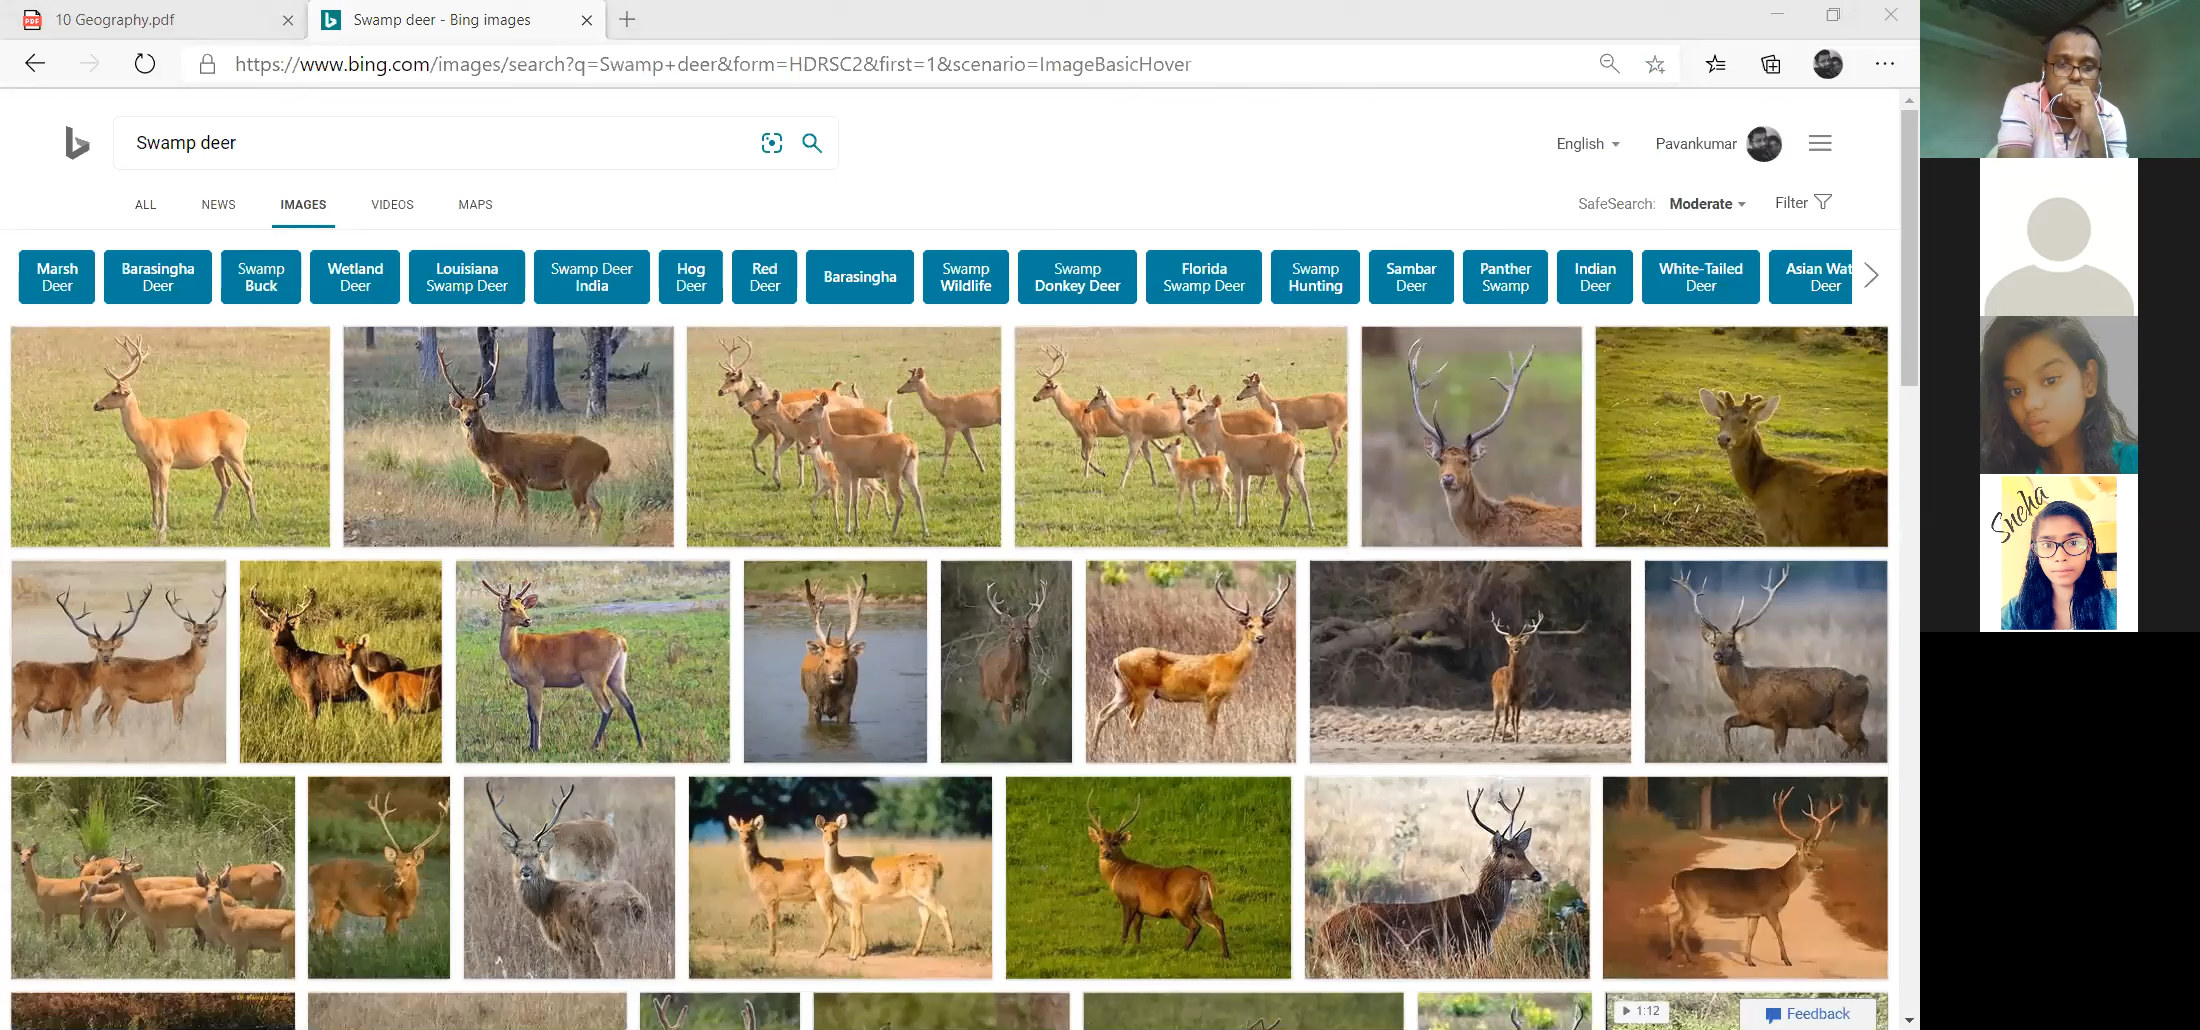 10 Geography.pdf
Swamp deer - Bing images
https://www.bing.com/images/search?q=Swamp+deer&form=HDRSC2&first=1&scenario=ImageBasicHover
Swamp deer
English
Pavankumar
ALL NEWS IMAGES VIDEOS MAPS
SafeSearch: Moderate
Filter
Marsh
Deer
Barasingha
Deer
Swamp
Buck
Wetland
Deer
Louisiana
Swamp Deer
Swamp Deer
India
Hog
Deer
Red
Deer
Barasingha
Swamp
Wildlife
Swamp
Donkey Deer
Florida
Swamp Deer
Swamp
Hunting
Sambar
Deer
Panther
Swamp
Indian
Deer
White-Tailed
Deer
Asian Wat
Deer
Sneha
1:12
Feedback